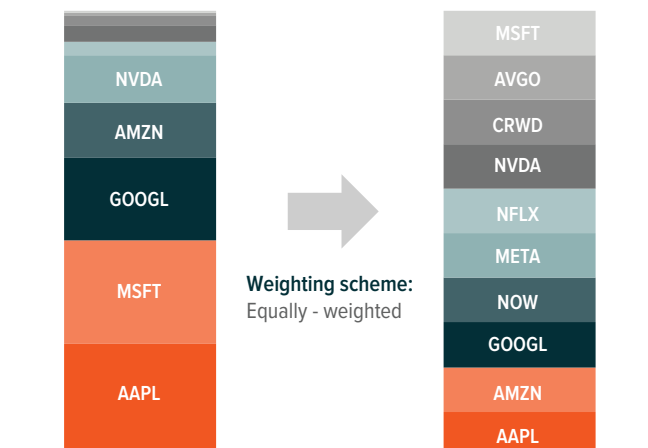 NVDA
AMZN
GOOGL
MSFT
AAPL
Weighting scheme:
Equally - weighted
MSFT
AVGO
CRWD
NVDA
NFLX
META
NOW
GOOGL
AMZN
AAPL